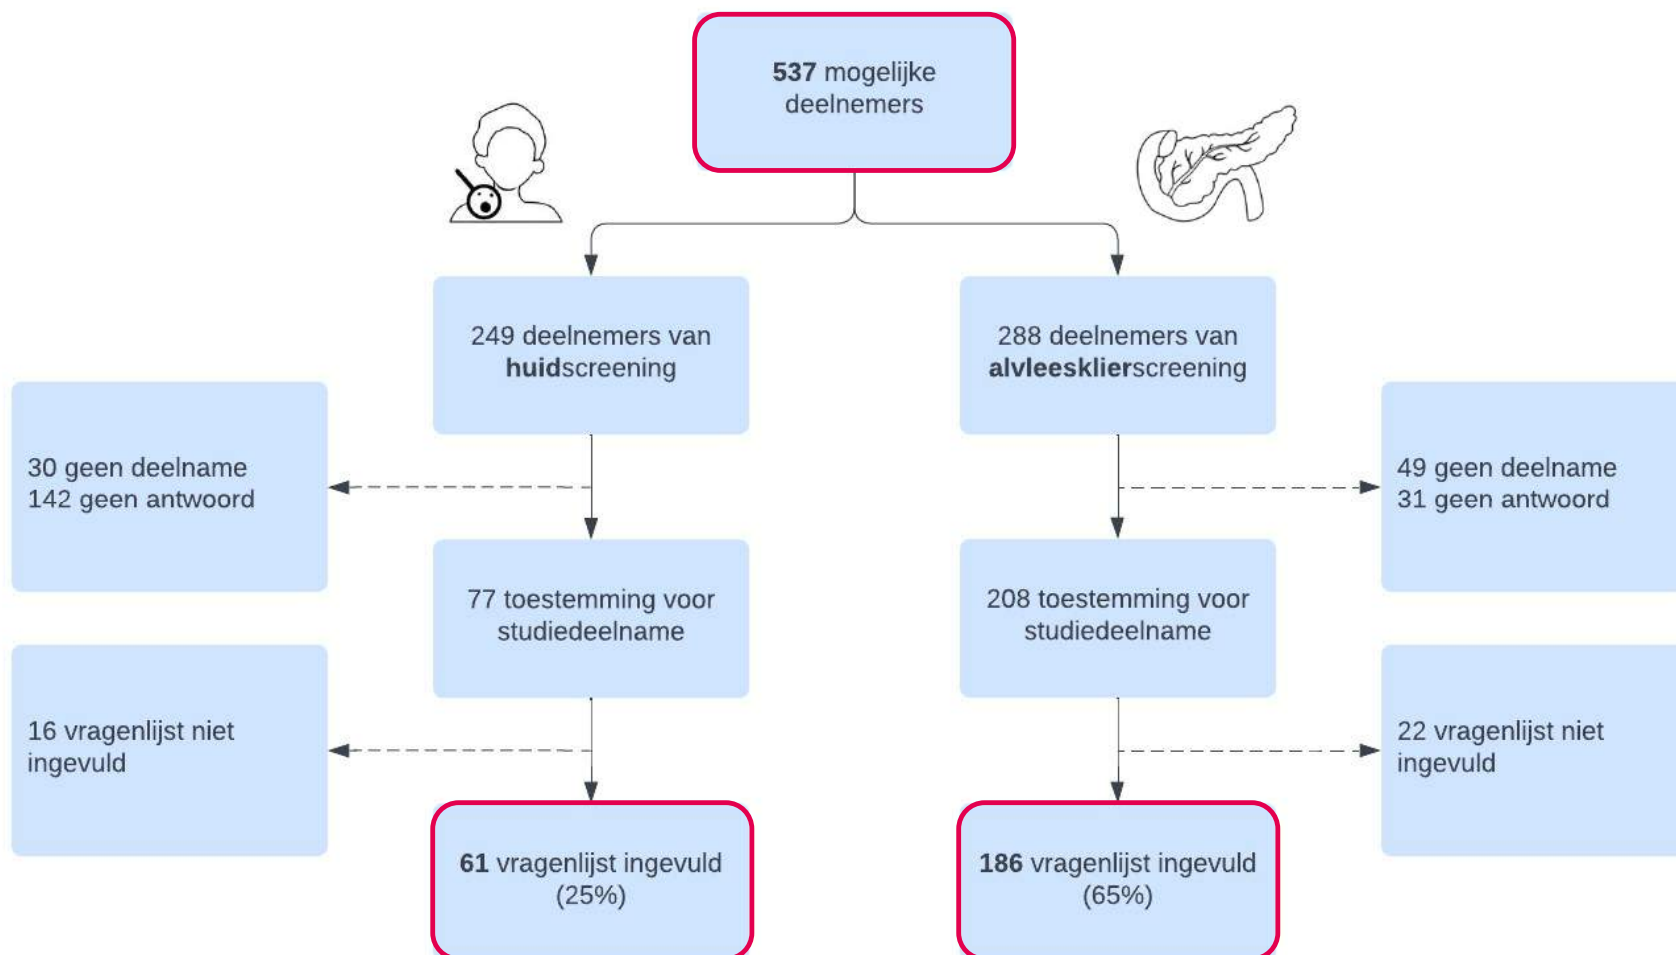 537 mogelijke
deelnemers
249 deelnemers van
huidscreening
288 deelnemers van
alvleesklierscreening
30 geen deelname
142 geen antwoord
49 geen deelname
31 geen antwoord
77 toestemming voor
studiedeelname
208 toestemming voor
studiedeelname
16 vragenlijst niet
ingevuld
22 vragenlijst niet
ingevuld
61 vragenlijst ingevuld
(25%)
186 vragenlijst ingevuld
(65%)